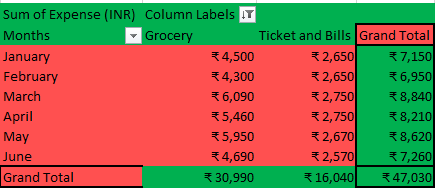 Sum of Expense (INR) Column Labels
Months Grocery Ticket and Bills Grand Total
January ₹ 4,500 ₹ 2,650 ₹ 7,150
February ₹ 4,300 ₹ 2,650 ₹ 6,950
March ₹ 6,090 ₹ 2,750 ₹ 8,840
April ₹ 5,460 ₹ 2,750 ₹ 8,210
May ₹ 5,950 ₹ 2,670 ₹ 8,620
June ₹ 4,690 ₹ 2,570 ₹ 7,260
Grand Total ₹ 30,990 ₹ 16,040 ₹ 47,030